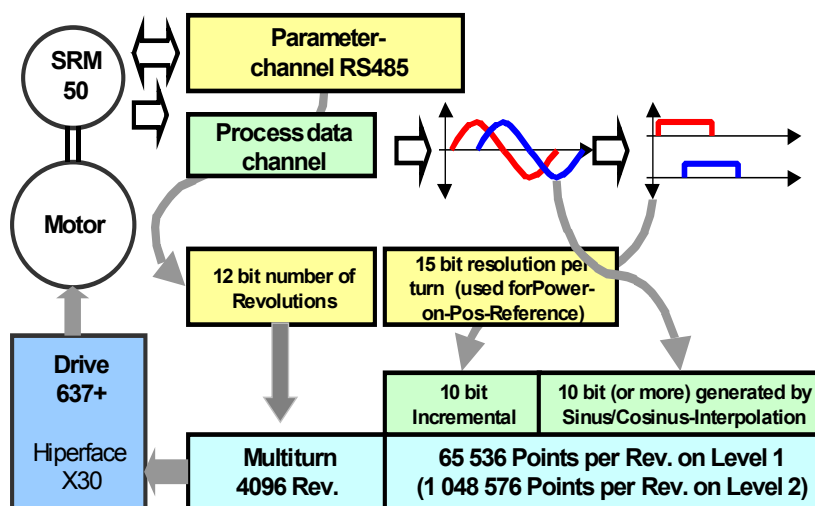 SRM
50
Parameter-
channel RS485
Process data
channel
Motor
12 bit number of
Revolutions
15 bit resolution per
turn (used forPower-
on-Pos-Reference)
Drive
637+
Hiperface
X30
10 bit
Incremental
10 bit (or more) generated by
Sinus/Cosinus-Interpolation
Multiturn
4096 Rev.
65 536 Points per Rev. on Level 1
(1 048 576 Points per Rev. on Level 2)